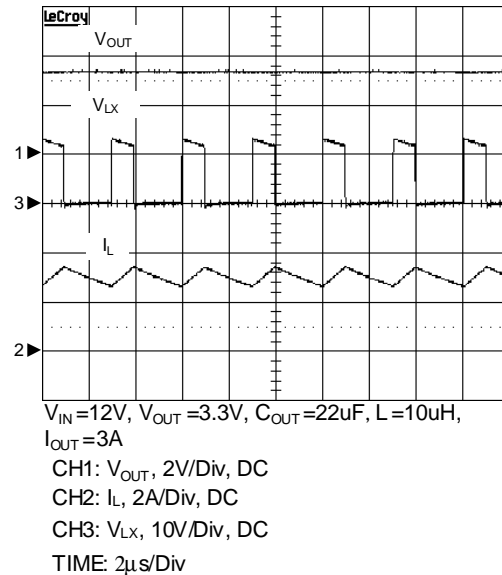 LeCroy
VOUT
VLX
1
3
IL
2
VIN=12V, VOUT=3.3V, COUT=22uF, L=10uH,
IOUT=3A
CH1: VOUT, 2V/Div, DC
CH2: IL, 2A/Div, DC
CH3: VLX, 10V/Div, DC
TIME: 2μs/Div